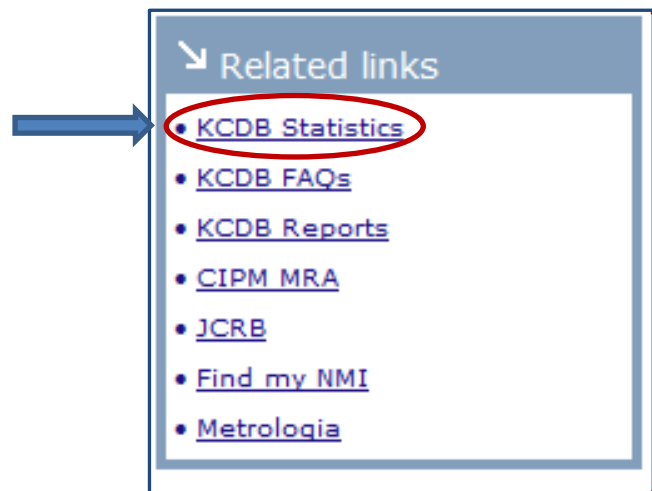 Related links
• KCDB Statistics
• KCDB FAQs
• KCDB Reports
• CIPM MRA
• JCRB
• Find my NMI
• Metrologia